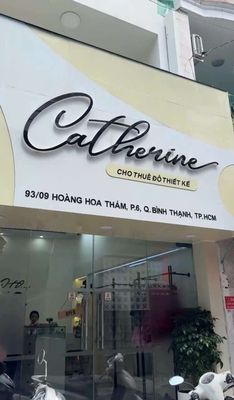 Catherine
CHO THUÊ ĐỒ THIẾT KẾ
93/09 HOÀNG HOA THÁM, P.6, Q. BÌNH THẠNH, TP.HCM